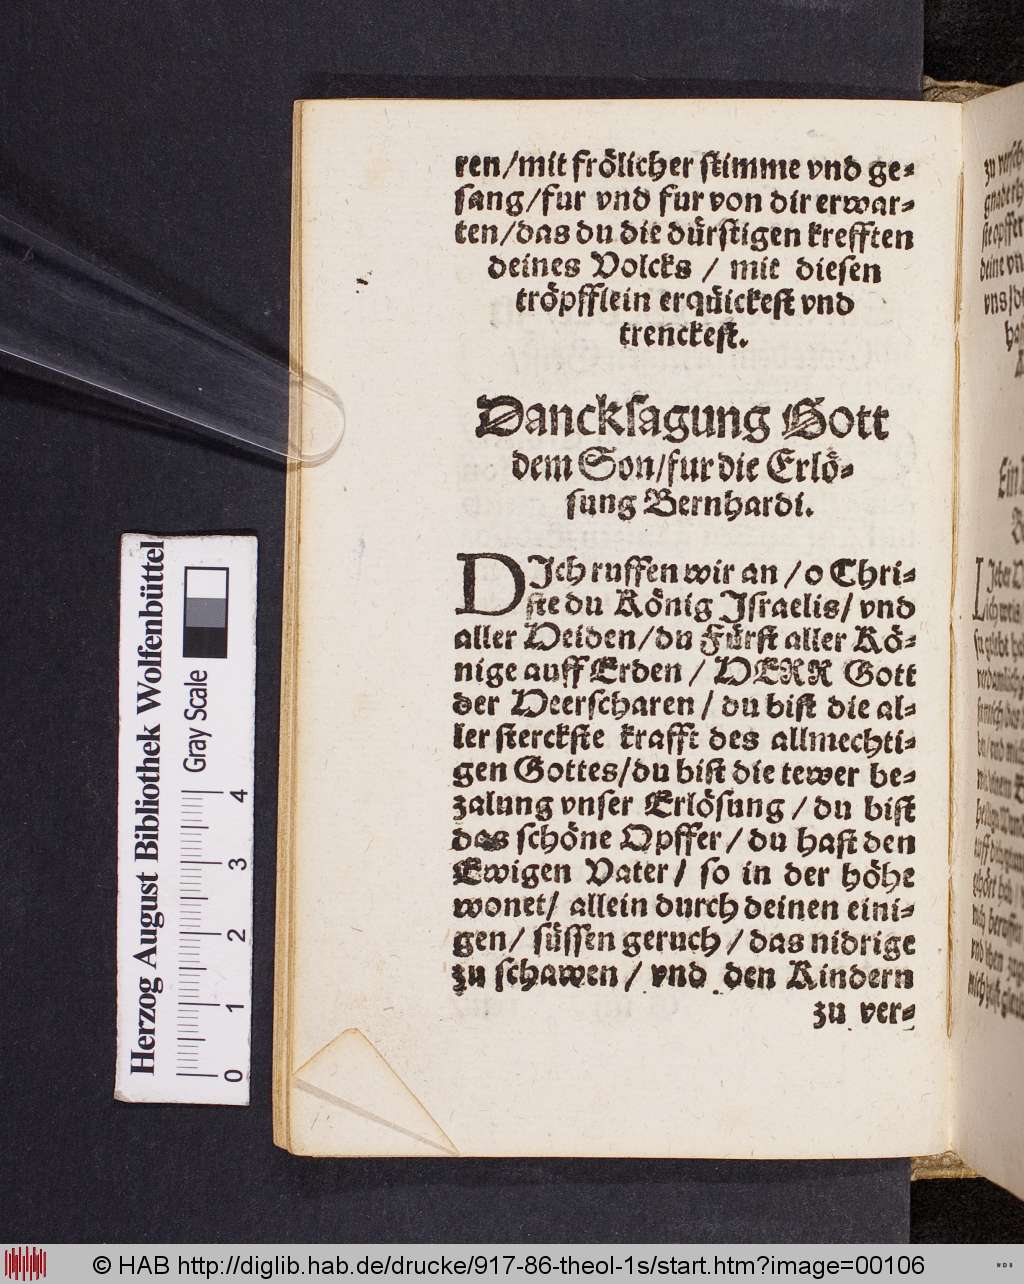 ren/mit frölicher stimme vnd ge-
sang/fur vnd fur von dir erwar-
ten/das du die dürstigen krefften
deines Volcks / mit diesen
tröpfflein erquickest vnd
trenckest.
Dancksagung Gott
dem Son/fur die Erlö-
sung Bernhardi.
DIch ruffen wir an / o Chri-
ste du König Israelis/ vnd
aller Heiden/du Fürst aller Kö-
nige auff Erden / HERR Gott
der Heerscharen / du bist die al-
ler sterckste krafft des allmechti-
gen Gottes/du bist die tewer be-
zalung vnser Erlösung / du bist
das schöne Opffer / du hast den
Ewigen Vater / so in der höhe
wonet/ allein durch deinen eini-
gen/ süssen geruch / das nidrige
zu schawen / vnd den Kindern
zu ver-
Herzog August Bibliothek Wolfenbüttel
Gray Scale
0 1 2 3 4
© HAB http://diglib.hab.de/drucke/917-86-theol-1s/start.htm?image=00106